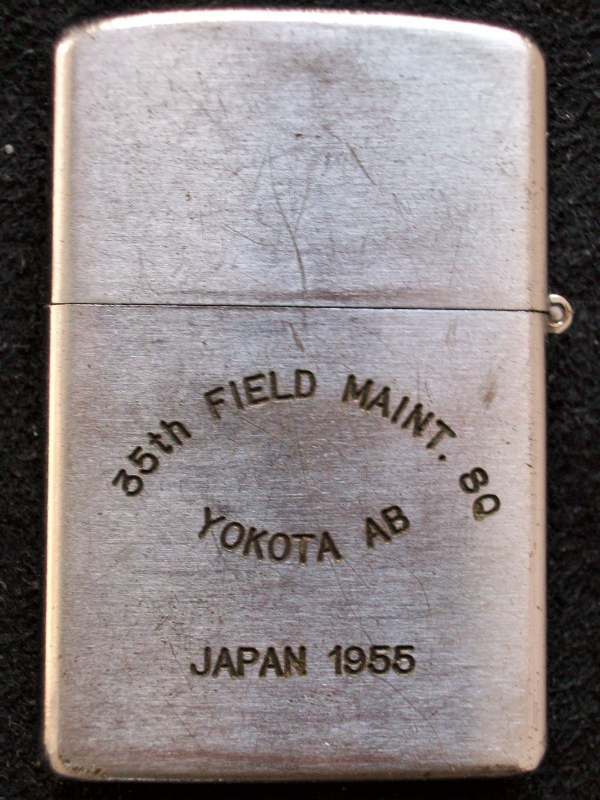 35th FIELD MAINT. SQ
YOKOTA AB
JAPAN 1955